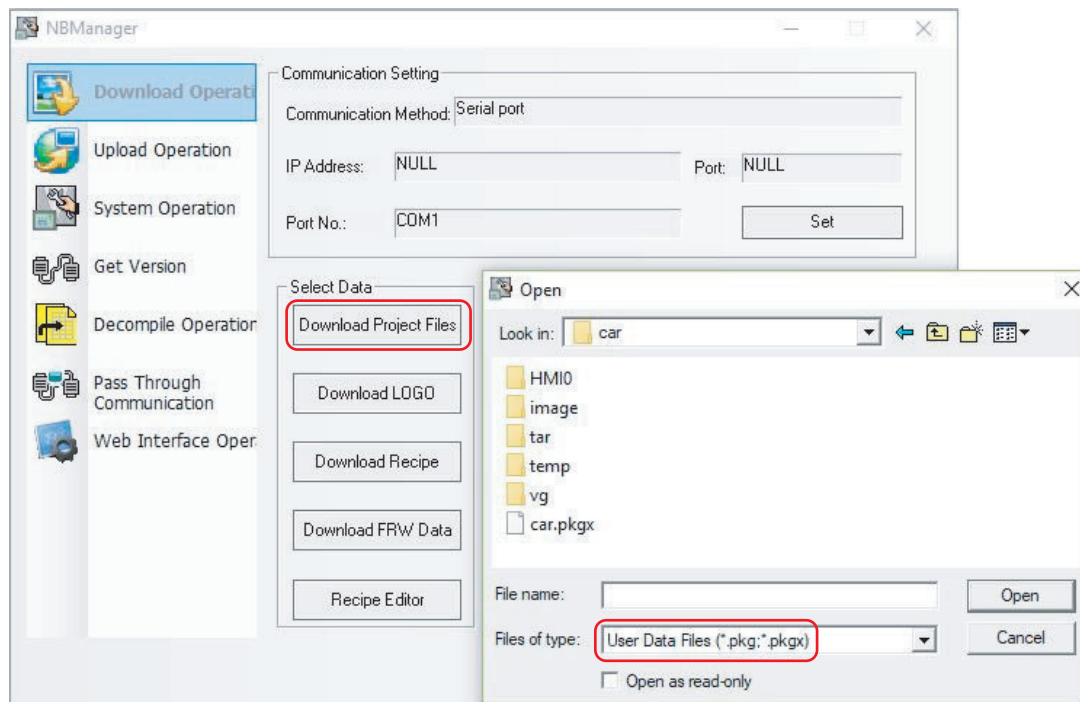 NBManager
Download Operati
Upload Operation
System Operation
Get Version
Decompile Operation
Pass Through
Communication
Web Interface Oper
Communication Setting
Communication Method: Serial port
IP Address: NULL Port: NULL
Port No.: COM1 Set
Select Data
Download Project Files
Download LOGO
Download Recipe
Download FRW Data
Recipe Editor
Open
Look in: car
HMI0
image
tar
temp
vg
car.pkgx
File name: Open
Files of type: User Data Files (*.pkg;*.pkgx) Cancel
Open as read-only